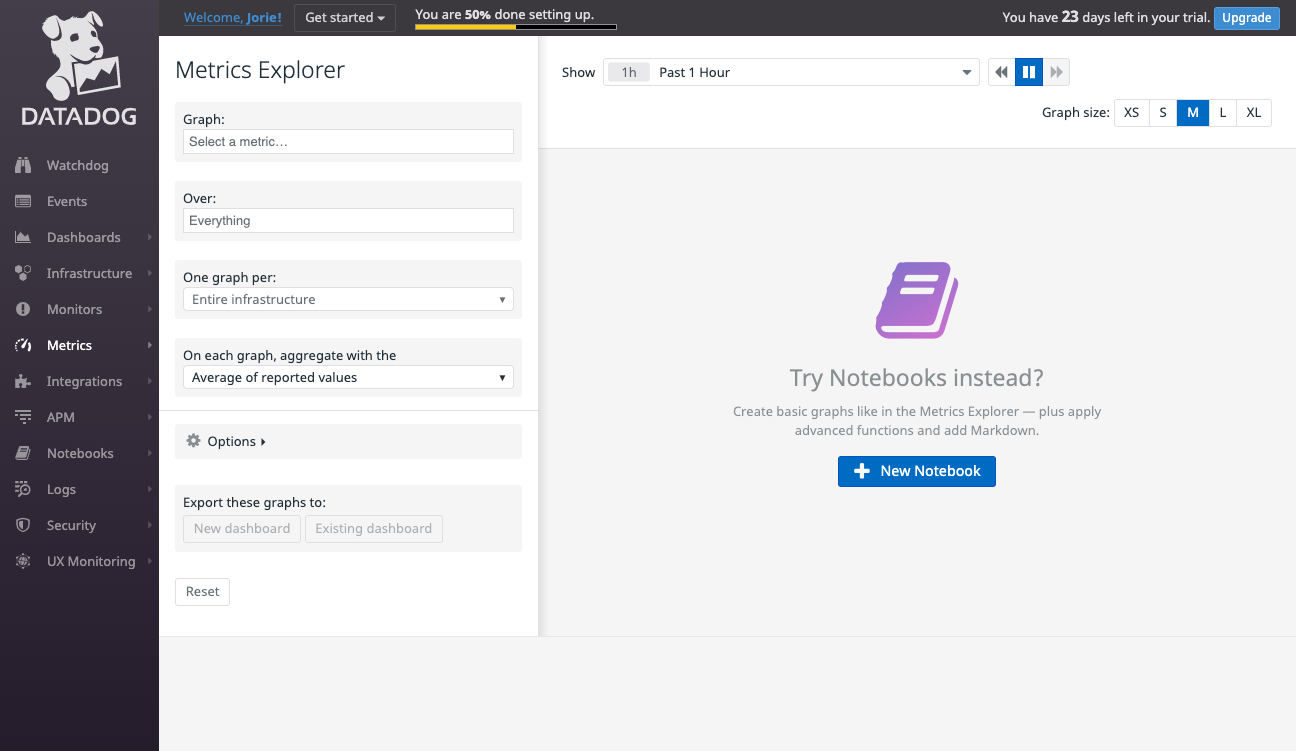 Welcome, Jorie!
Get started
You are 50% done setting up.
You have 23 days left in your trial.
Upgrade
DATADOG
Watchdog
Events
Dashboards
Infrastructure
Monitors
Metrics
Integrations
APM
Notebooks
Logs
Security
UX Monitoring
Metrics Explorer
Graph:
Select a metric…
Over:
Everything
One graph per:
Entire infrastructure
On each graph, aggregate with the
Average of reported values
Options
Export these graphs to:
New dashboard
Existing dashboard
Reset
Show
1h
Past 1 Hour
Graph size:
XS
S
M
L
XL
Try Notebooks instead?
Create basic graphs like in the Metrics Explorer — plus apply
advanced functions and add Markdown.
New Notebook